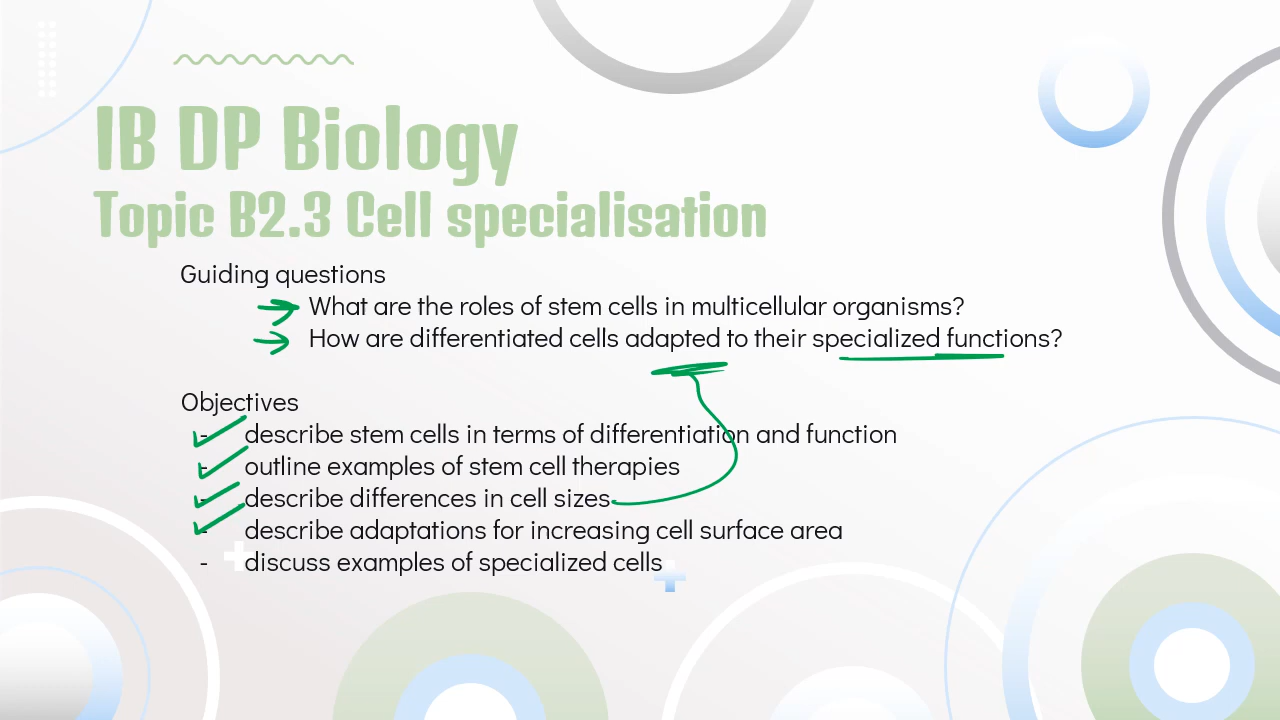 IB DP Biology
Topic B2.3 Cell specialisation
Guiding questions
What are the roles of stem cells in multicellular organisms?
How are differentiated cells adapted to their specialized functions?
Objectives
- describe stem cells in terms of differentiation and function
- outline examples of stem cell therapies
- describe differences in cell sizes
- describe adaptations for increasing cell surface area
- discuss examples of specialized cells